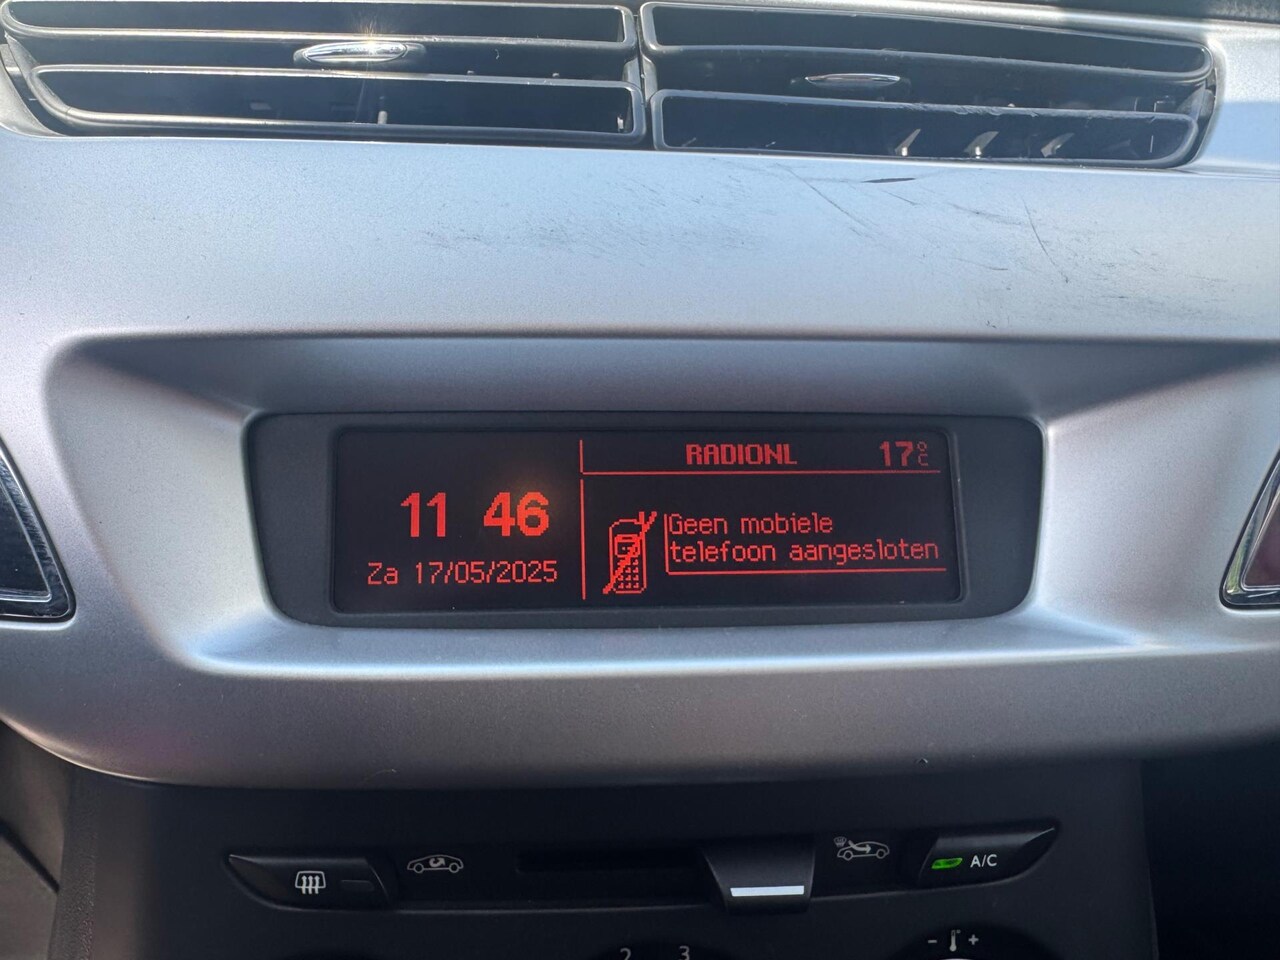 RADIONL 17°C
11 46
Za 17/05/2025
Geen mobiele
telefoon aangesloten
A/C
2 3
- +